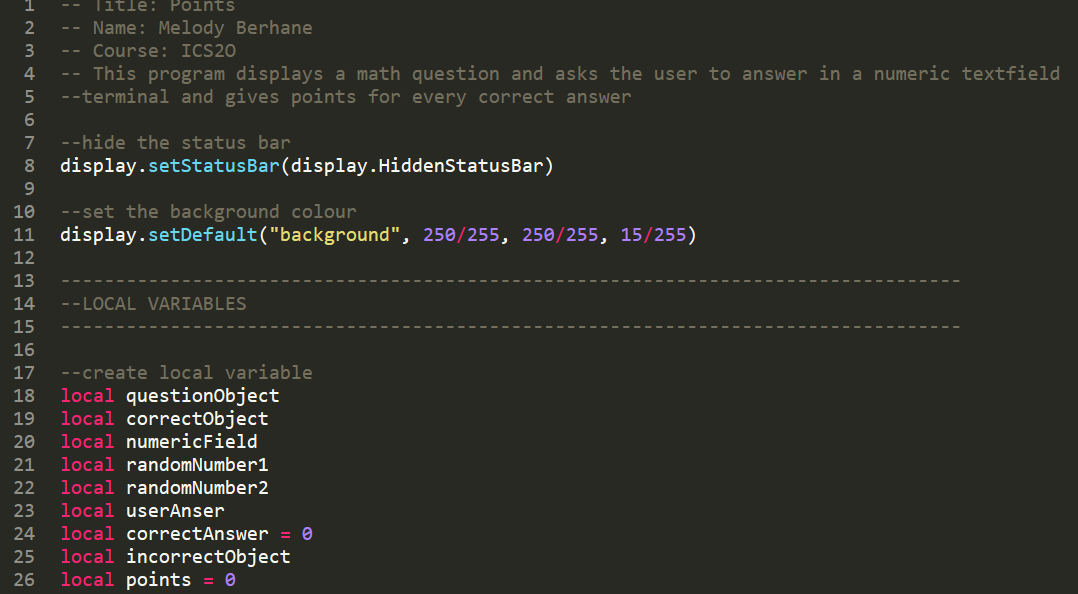 1 -- Title: Points
2 -- Name: Melody Berhane
3 -- Course: ICS2O
4 -- This program displays a math question and asks the user to answer in a numeric textfield
5 --terminal and gives points for every correct answer
6
7 --hide the status bar
8 display.setStatusBar(display.HiddenStatusBar)
9
10 --set the background colour
11 display.setDefault("background", 250/255, 250/255, 15/255)
12
13 ----------------------------------------------------------------------------------
14 --LOCAL VARIABLES
15 ----------------------------------------------------------------------------------
16
17 --create local variable
18 local questionObject
19 local correctObject
20 local numericField
21 local randomNumber1
22 local randomNumber2
23 local userAnser
24 local correctAnswer = 0
25 local incorrectObject
26 local points = 0